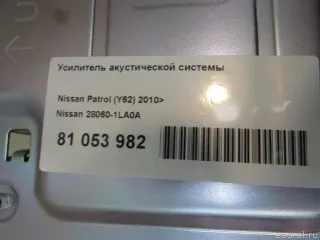 Усилитель акустической системы
Nissan Patrol (Y62) 2010>
Nissan 28060-1LA0A
81 053 982